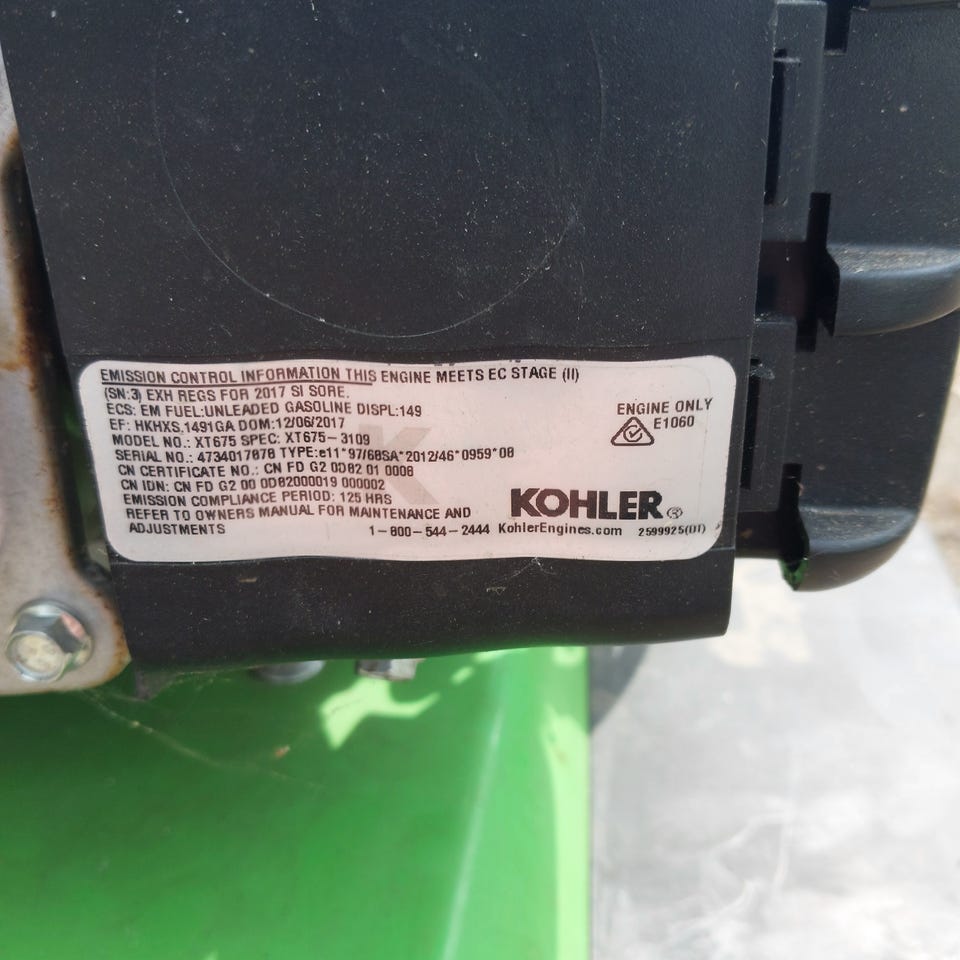 EMISSION CONTROL INFORMATION THIS ENGINE MEETS EC STAGE (II)
(SN:3) EXH REGS FOR 2017 SI SORE.
ECS: EM FUEL:UNLEADED GASOLINE DISPL:149
EF: HKHXS.1491GA DOM:12/06/2017
MODEL NO.: XT675 SPEC: XT675-3109
SERIAL NO.: 4734017078 TYPE:e11*97/68SA*2012/46*0959*00
CN CERTIFICATE NO.: CN FD G2 0D02 01 0008
CN IDN: CN FD G2 00 0D02000019 000002
EMISSION COMPLIANCE PERIOD: 125 HRS
REFER TO OWNERS MANUAL FOR MAINTENANCE AND
ADJUSTMENTS
1-800-544-2444 KohlerEngines.com 2599925(DT)
ENGINE ONLY
E1060
KOHLER®
K